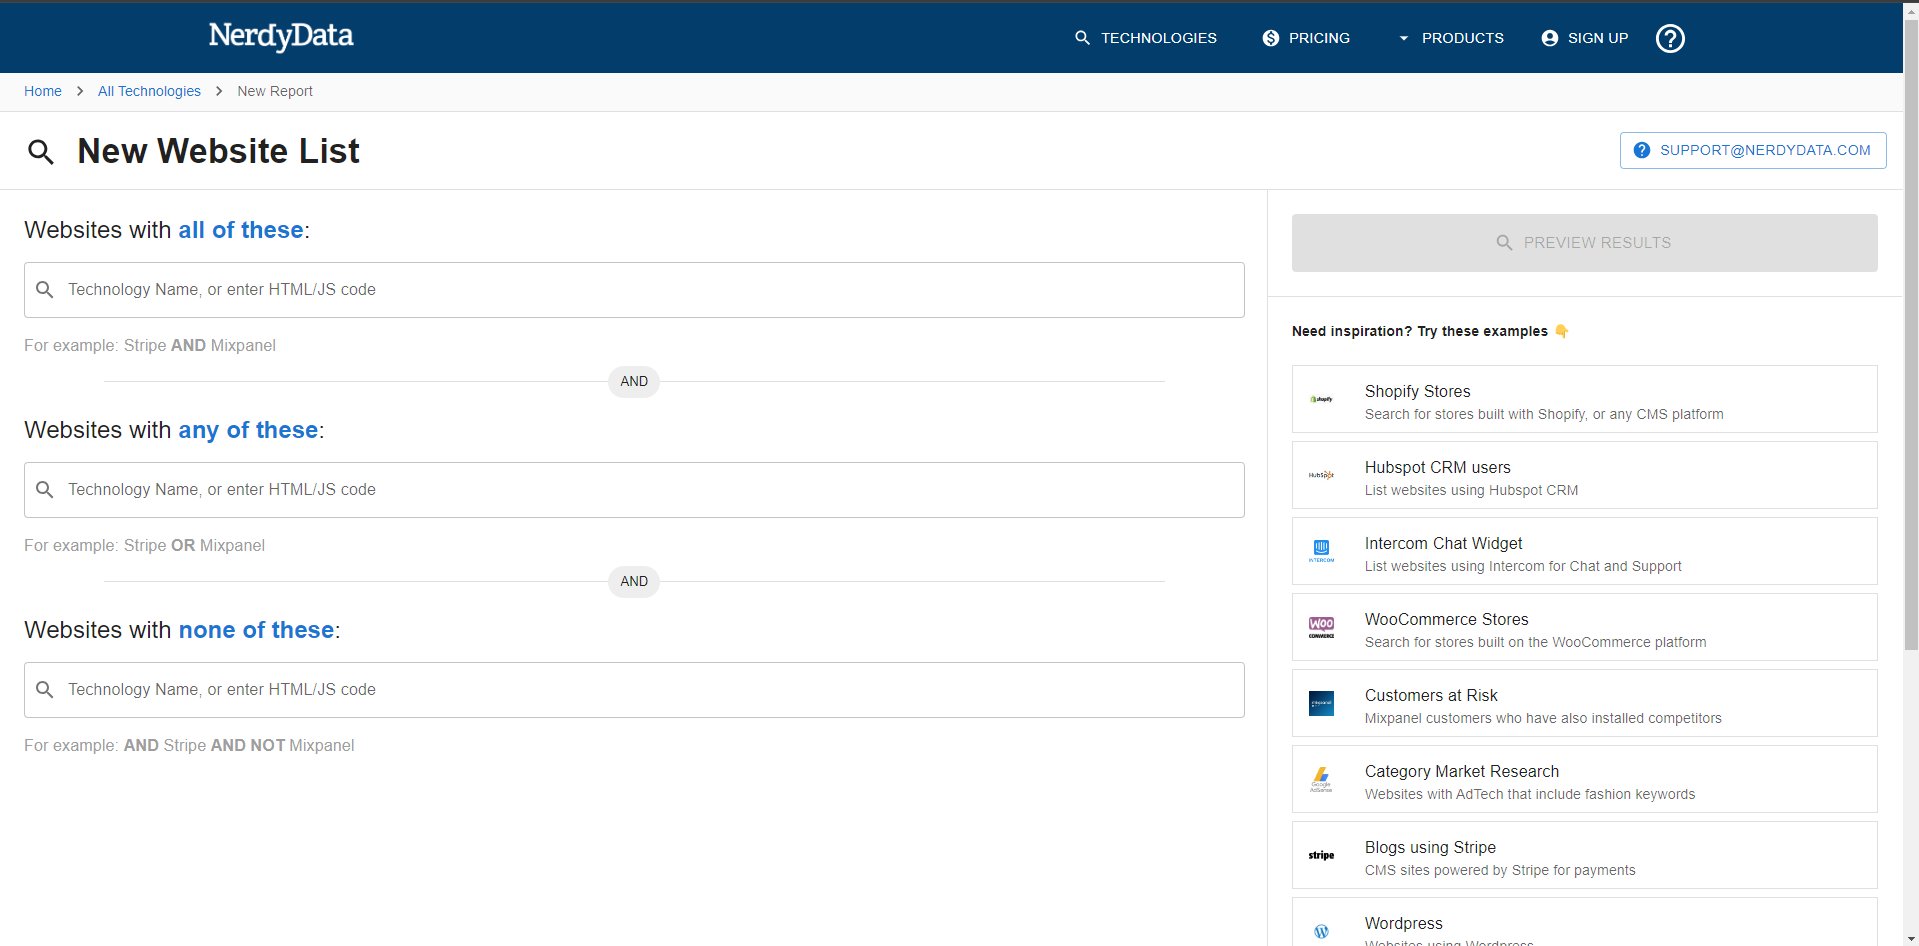 NerdyData
TECHNOLOGIES
PRICING
PRODUCTS
SIGN UP
Home > All Technologies > New Report
New Website List
SUPPORT@NERDYDATA.COM
Websites with all of these:
Technology Name, or enter HTML/JS code
For example: Stripe AND Mixpanel
AND
Websites with any of these:
Technology Name, or enter HTML/JS code
For example: Stripe OR Mixpanel
AND
Websites with none of these:
Technology Name, or enter HTML/JS code
For example: AND Stripe AND NOT Mixpanel
PREVIEW RESULTS
Need inspiration? Try these examples 👇
shopify
Shopify Stores
Search for stores built with Shopify, or any CMS platform
HubSpot
Hubspot CRM users
List websites using Hubspot CRM
INTERCOM
Intercom Chat Widget
List websites using Intercom for Chat and Support
WOO
COMMERCE
WooCommerce Stores
Search for stores built on the WooCommerce platform
mixpanel
Customers at Risk
Mixpanel customers who have also installed competitors
Google
AdSense
Category Market Research
Websites with AdTech that include fashion keywords
stripe
Blogs using Stripe
CMS sites powered by Stripe for payments
Wordpress
Websites using Wordpress